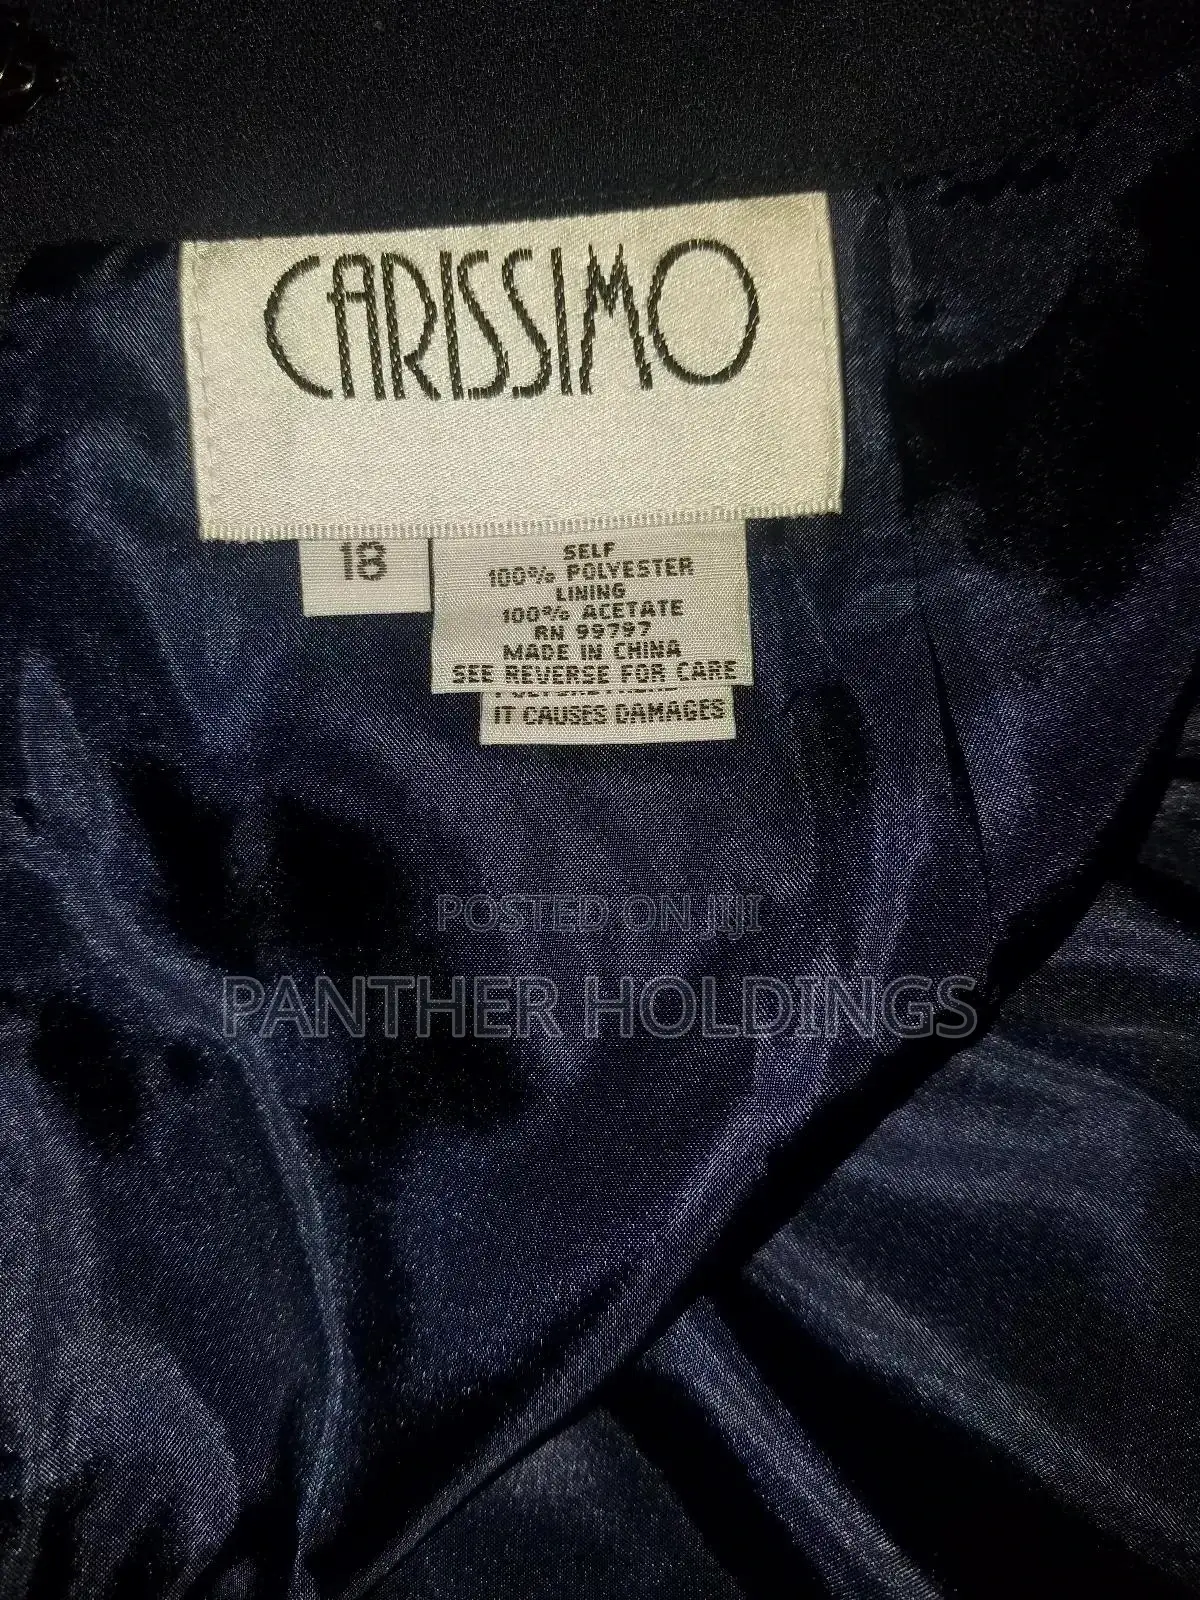 CARISSIMO
18
SELF
100% POLYESTER
LINING
100% ACETATE
RN 99797
MADE IN CHINA
SEE REVERSE FOR CARE
IT CAUSES DAMAGES
POSTED ON JIJI
PANTHER HOLDINGS